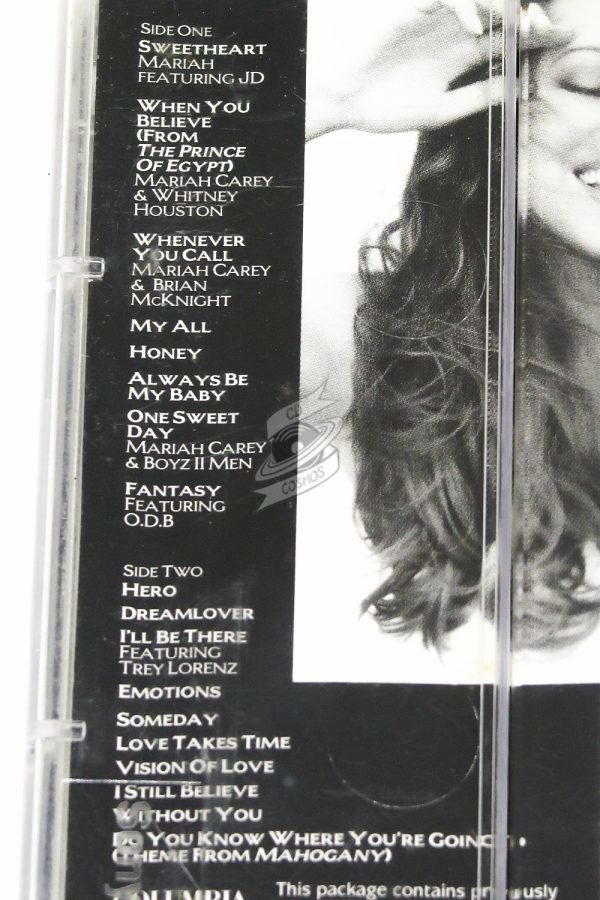 SIDE ONE
SWEETHEART
MARIAH
FEATURING JD
WHEN YOU
BELIEVE
(FROM
THE PRINCE
OF EGYPT)
MARIAH CAREY
& WHITNEY
HOUSTON
WHENEVER
YOU CALL
MARIAH CAREY
& BRIAN
MCKNIGHT
MY ALL
HONEY
ALWAYS BE
MY BABY
ONE SWEET
DAY
MARIAH CAREY
& BOYZ II MEN
FANTASY
FEATURING
O.D.B
SIDE TWO
HERO
DREAMLOVER
I'LL BE THERE
FEATURING
TREY LORENZ
EMOTIONS
SOMEDAY
LOVE TAKES TIME
VISION OF LOVE
I STILL BELIEVE
WITHOUT YOU
DO YOU KNOW WHERE YOU'RE GOING
(THEME FROM MAHOGANY)
COLUMBIA
This package contains previously
Sony
CD
COSMOS